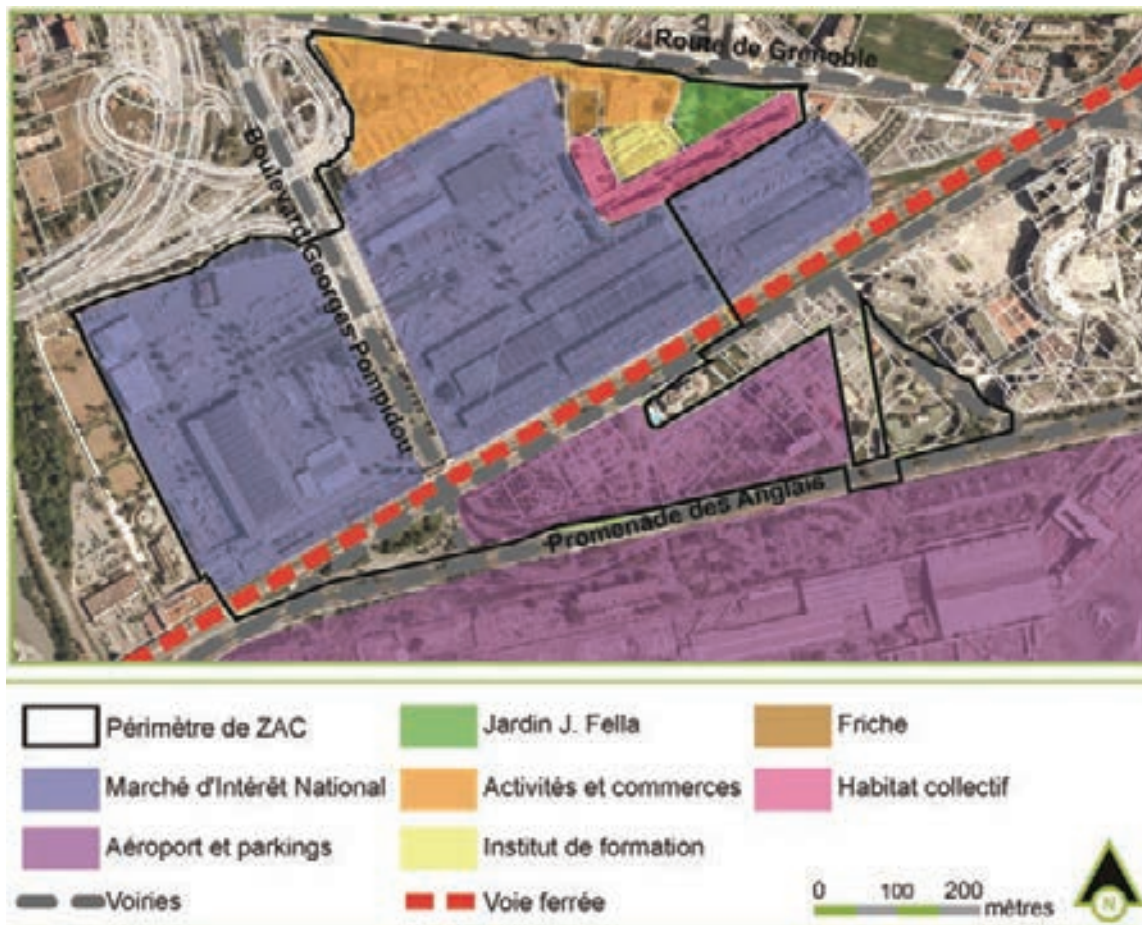 Route de Grenoble
Boulevard Georges Pompidou
Promenade des Anglais
Périmètre de ZAC
Jardin J. Fella
Friche
Marché d'Intérêt National
Activités et commerces
Habitat collectif
Aéroport et parkings
Institut de formation
Voiries
Voie ferrée
0 100 200
mètres
N